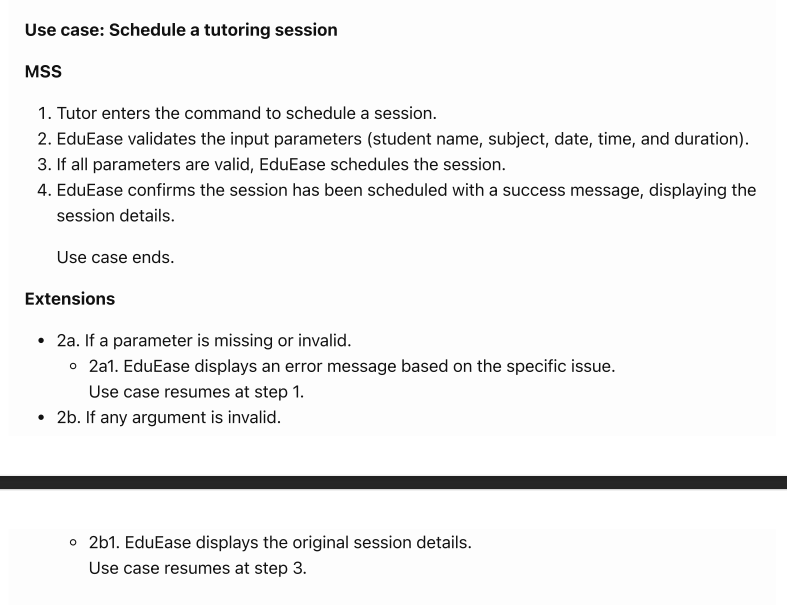 Use case: Schedule a tutoring session
MSS
1. Tutor enters the command to schedule a session.
2. EduEase validates the input parameters (student name, subject, date, time, and duration).
3. If all parameters are valid, EduEase schedules the session.
4. EduEase confirms the session has been scheduled with a success message, displaying the
session details.
Use case ends.
Extensions
• 2a. If a parameter is missing or invalid.
◦ 2a1. EduEase displays an error message based on the specific issue.
Use case resumes at step 1.
• 2b. If any argument is invalid.
◦ 2b1. EduEase displays the original session details.
Use case resumes at step 3.